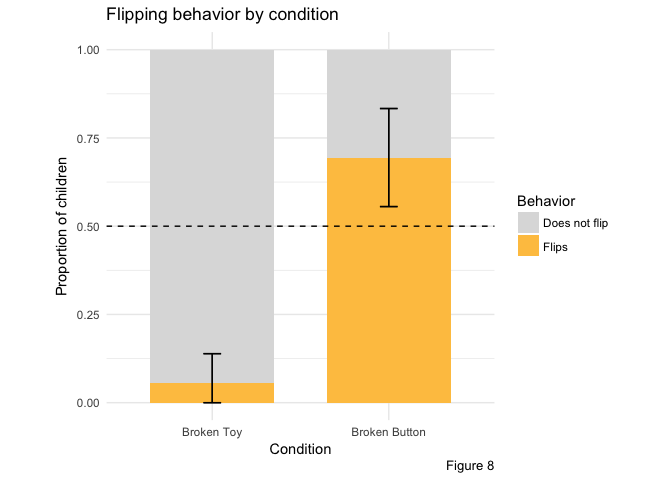 Flipping behavior by condition
Proportion of children
1.00
0.75
0.50
0.25
0.00
Broken Toy
Broken Button
Condition
Behavior
Does not flip
Flips
Figure 8